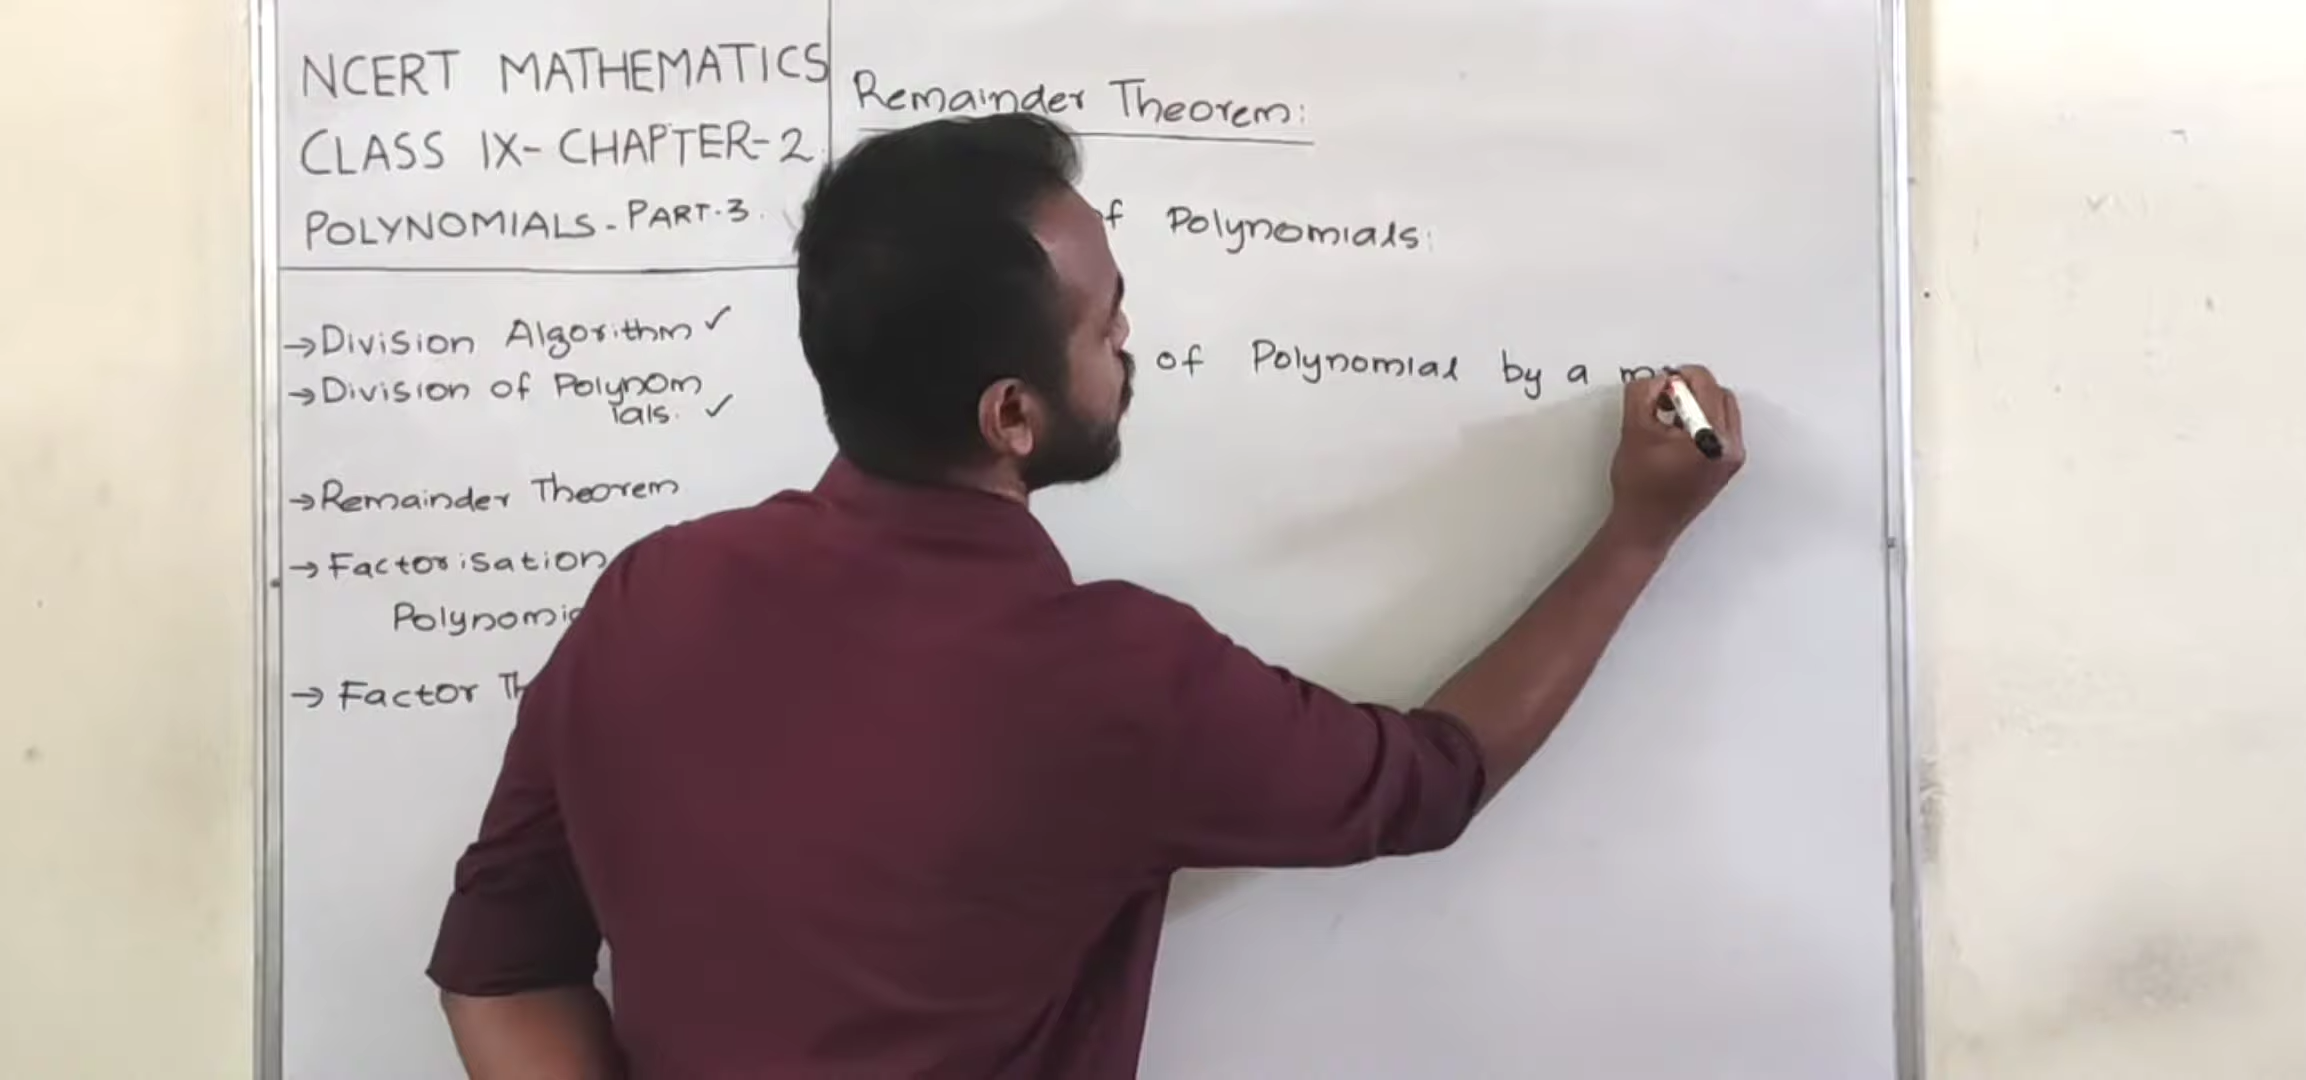 NCERT MATHEMATICS
CLASS IX - CHAPTER - 2
POLYNOMIALS - PART.3.
→ Division Algorithm ✓
→ Division of Polynom
ials. ✓
→ Remainder Theorem
→ Factorisation
→ Factor
Remainder Theorem:
Polynomials:
of Polynomial by a